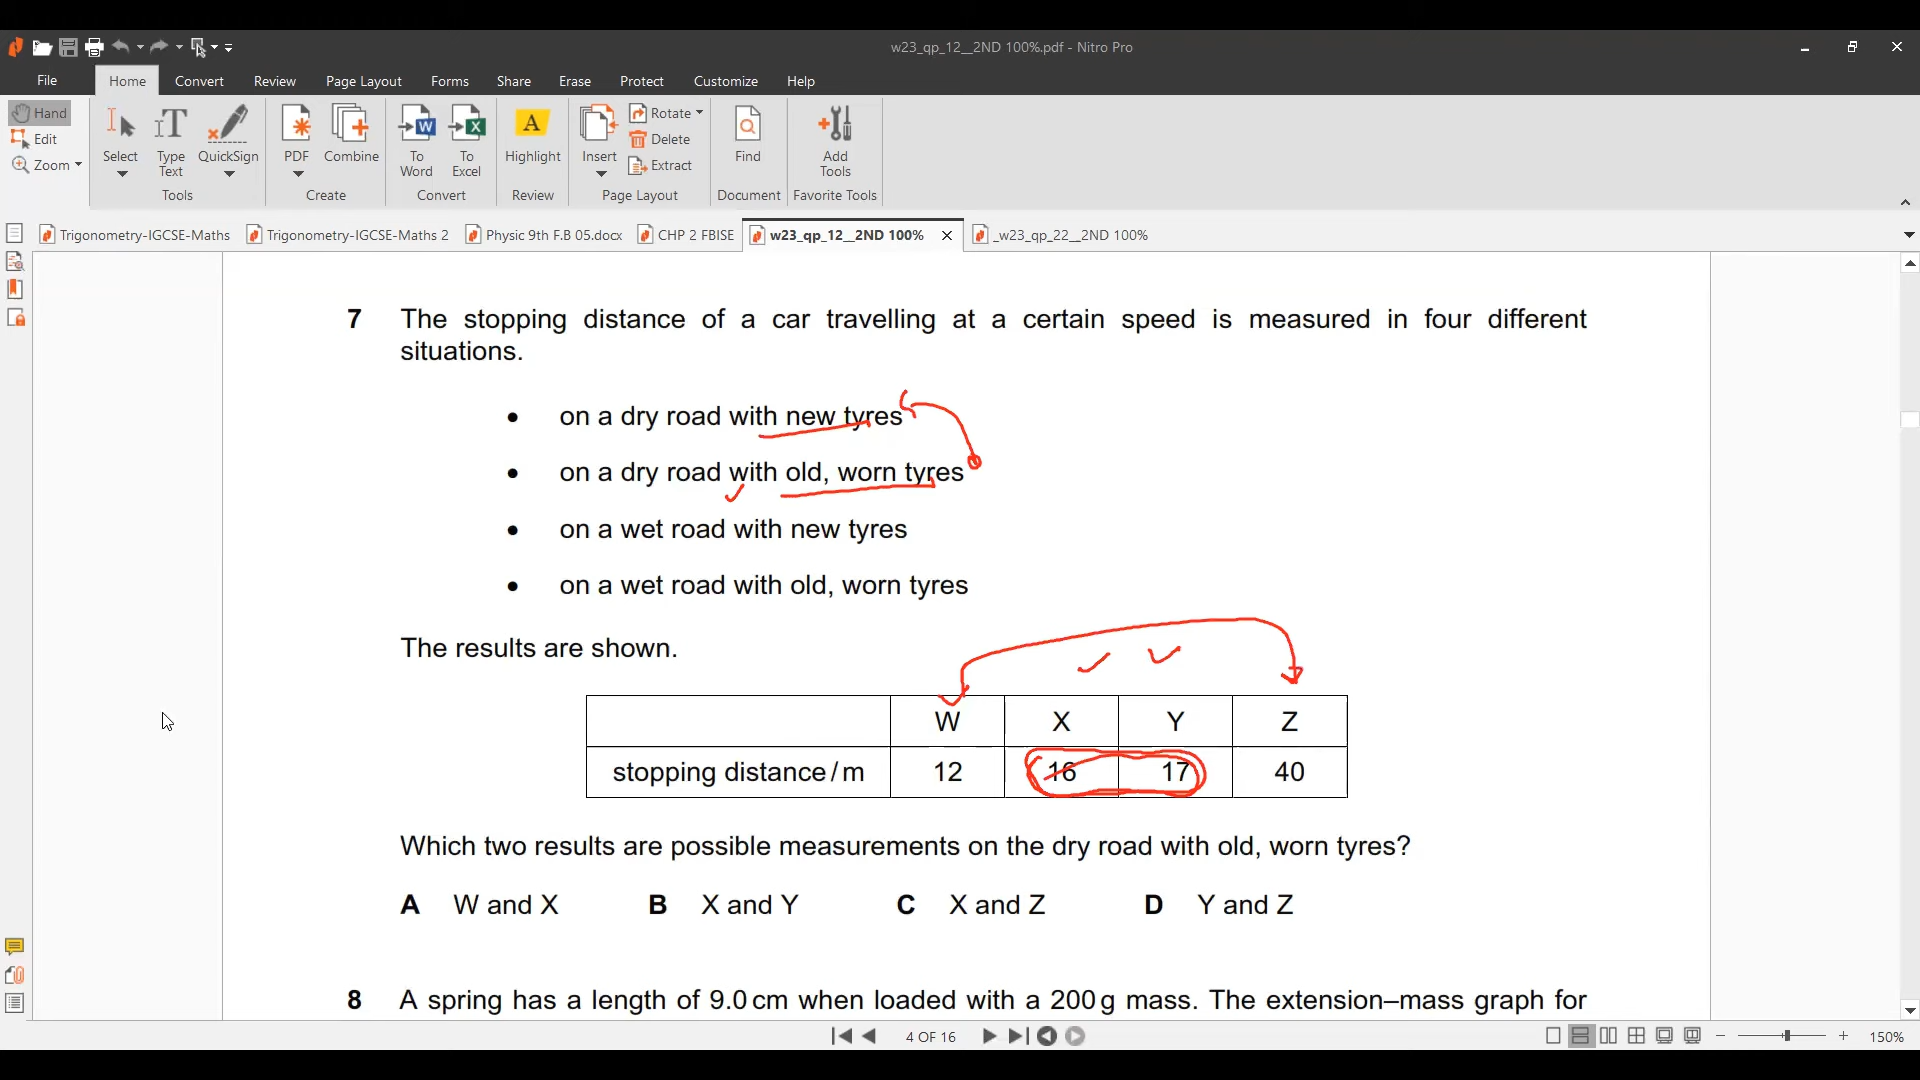 w23_qp_12__2ND 100%.pdf - Nitro Pro
File Home Convert Review Page Layout Forms Share Erase Protect Customize Help
Hand
Edit
Zoom
Select
Type Text
QuickSign
Tools
PDF
Combine
Create
To Word
To Excel
Convert
Highlight
Review
Insert
Rotate
Delete
Extract
Page Layout
Find
Document
Add Tools
Favorite Tools
Trigonometry-IGCSE-Maths Trigonometry-IGCSE-Maths 2 Physic 9th F.B 05.docx CHP 2 FBISE w23_qp_12__2ND 100% _w23_qp_22__2ND 100%
7 The stopping distance of a car travelling at a certain speed is measured in four different
situations.
• on a dry road with new tyres
• on a dry road with old, worn tyres
• on a wet road with new tyres
• on a wet road with old, worn tyres
The results are shown.
W X Y Z
stopping distance / m 12 16 17 40
Which two results are possible measurements on the dry road with old, worn tyres?
A W and X B X and Y C X and Z D Y and Z
8 A spring has a length of 9.0 cm when loaded with a 200 g mass. The extension–mass graph for
4 OF 16
150%